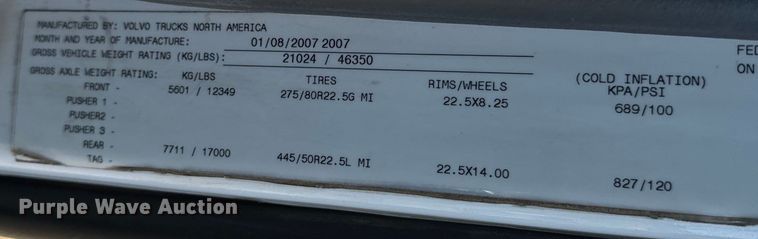 MANUFACTURED BY: VOLVO TRUCKS NORTH AMERICA
MONTH AND YEAR OF MANUFACTURE: 01/08/2007 2007
GROSS VEHICLE WEIGHT RATING (KG/LBS): 21024 / 46350
GROSS AXLE WEIGHT RATING: KG/LBS TIRES RIMS/WHEELS (COLD INFLATION) KPA/PSI
FRONT - 5601 / 12349 275/80R22.5G MI 22.5X8.25 689/100
PUSHER 1 -
PUSHER2 -
PUSHER 3 -
REAR - 7711 / 17000 445/50R22.5L MI 22.5X14.00 827/120
TAG -
FED
ON
Purple Wave Auction